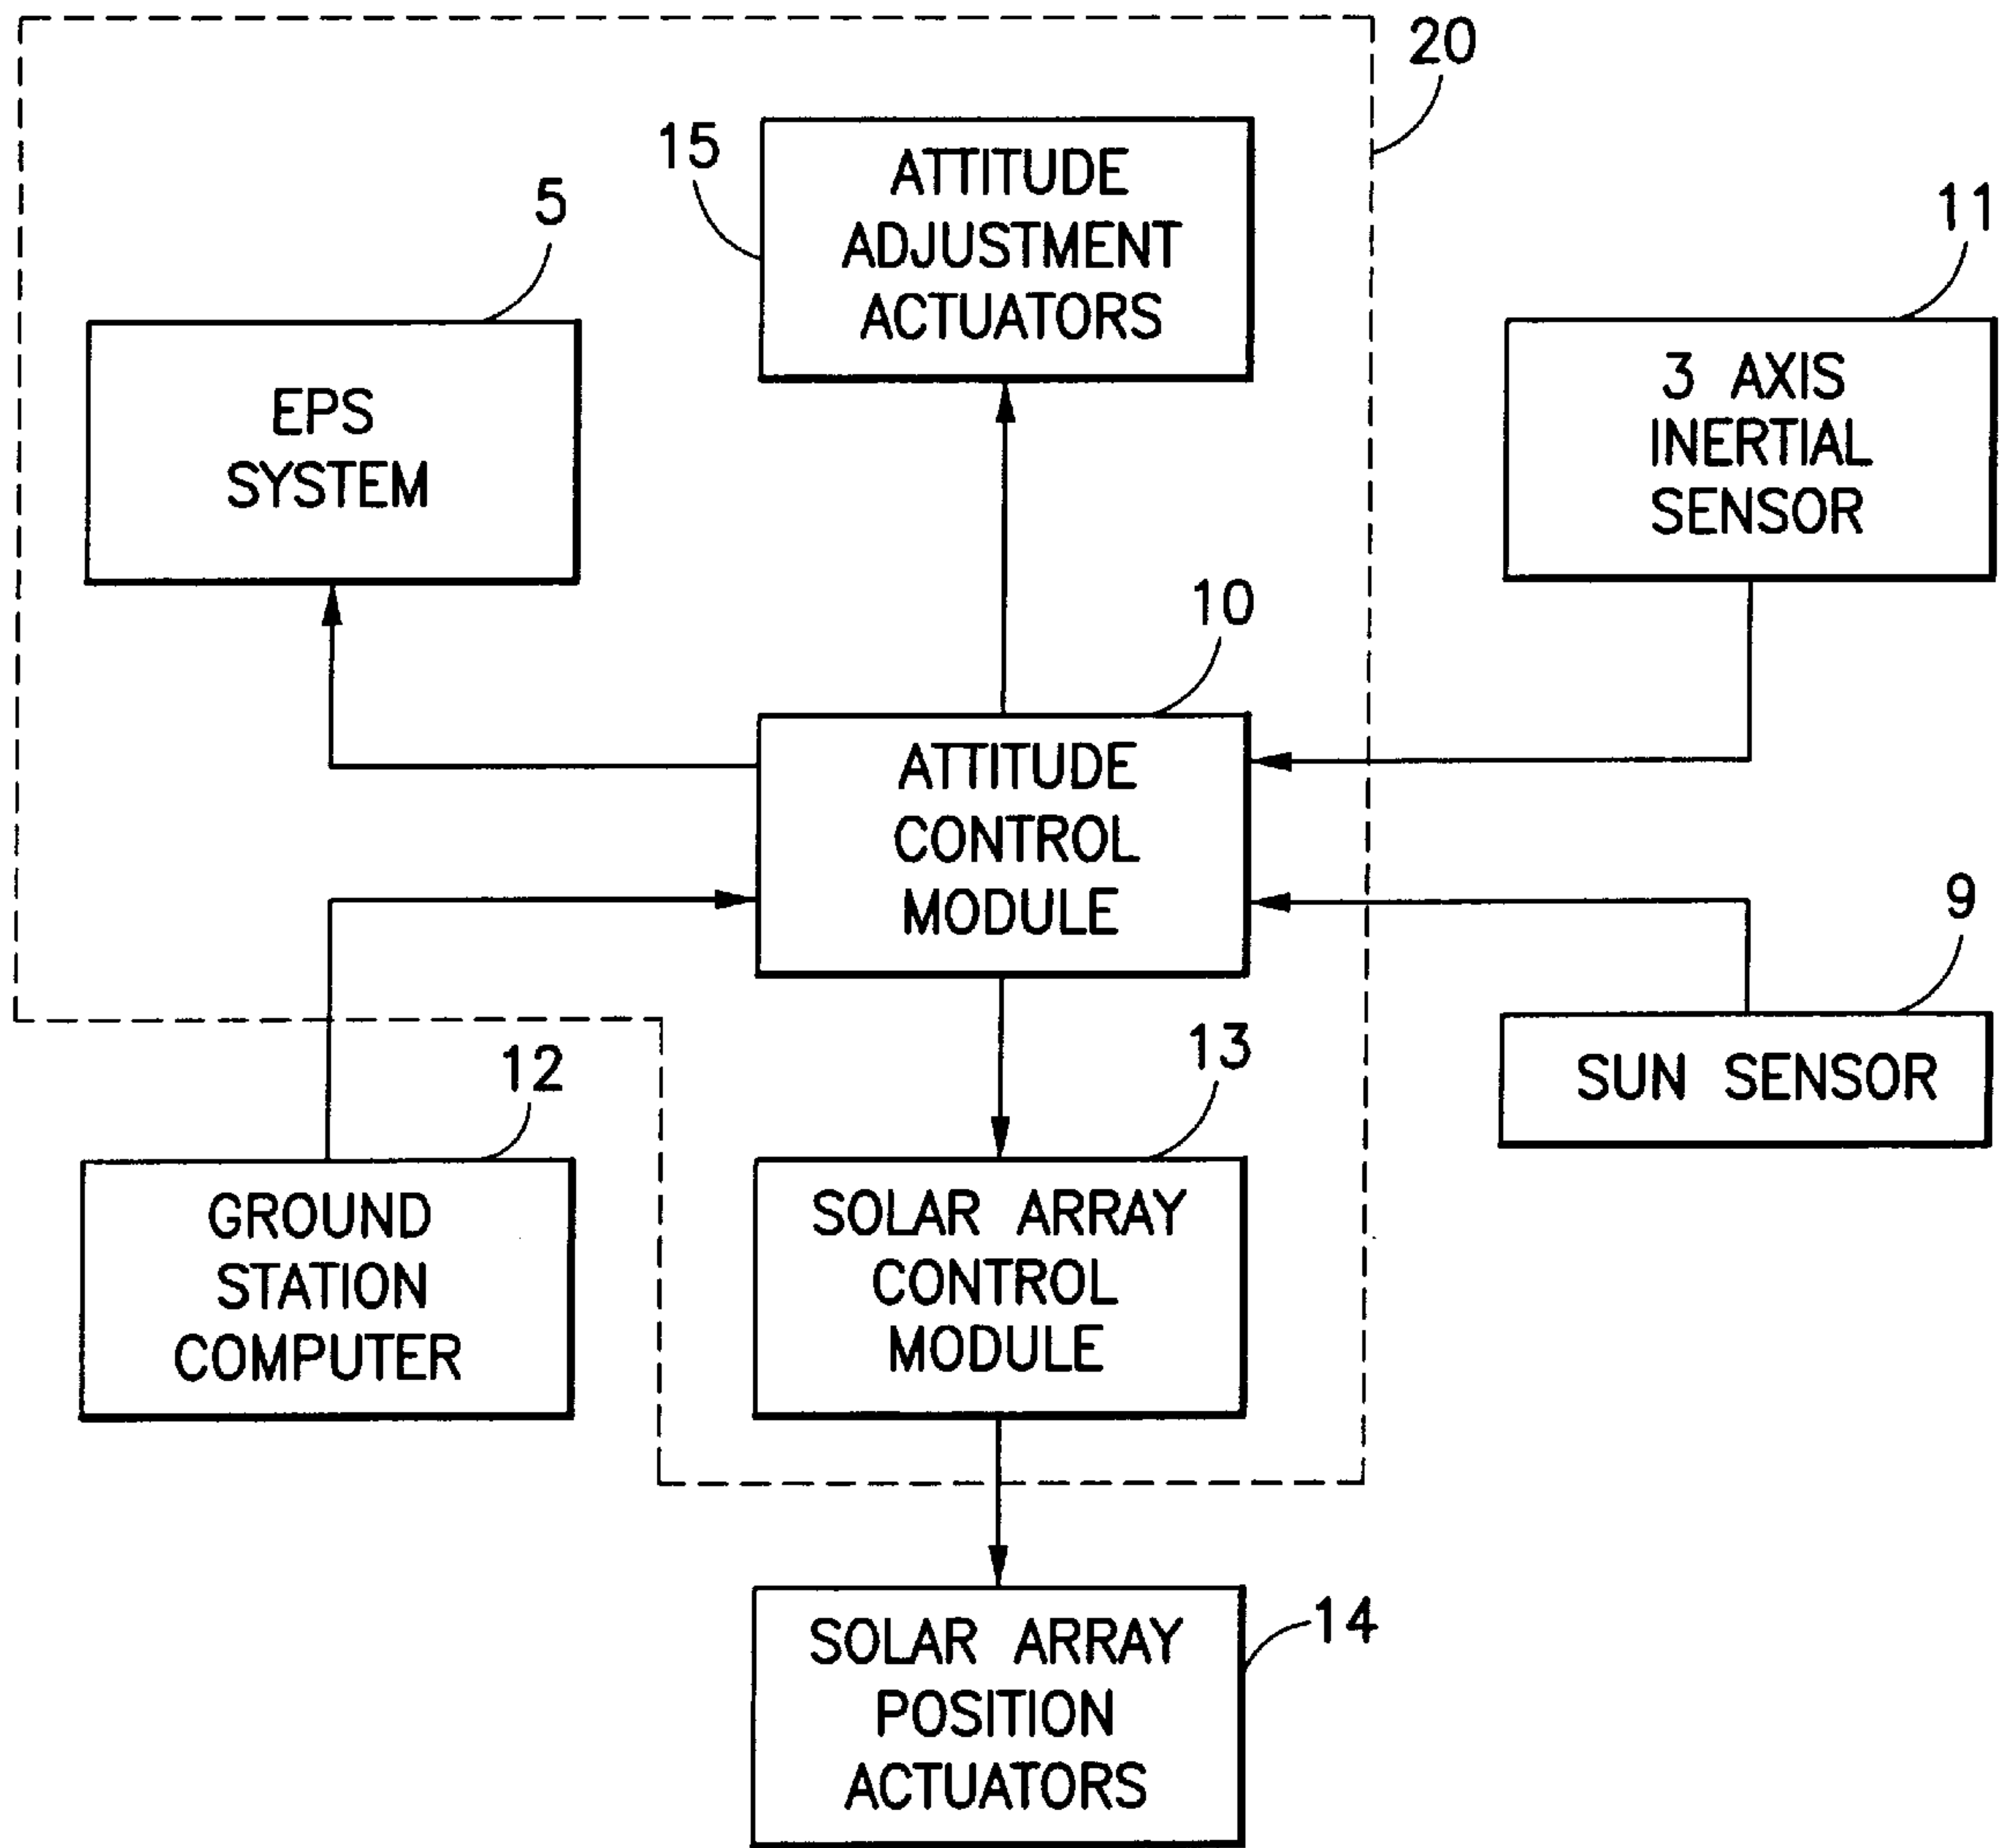 20
15
ATTITUDE
ADJUSTMENT
ACTUATORS
5
EPS
SYSTEM
11
3 AXIS
INERTIAL
SENSOR
10
ATTITUDE
CONTROL
MODULE
9
SUN SENSOR
12
GROUND
STATION
COMPUTER
13
SOLAR ARRAY
CONTROL
MODULE
14
SOLAR ARRAY
POSITION
ACTUATORS